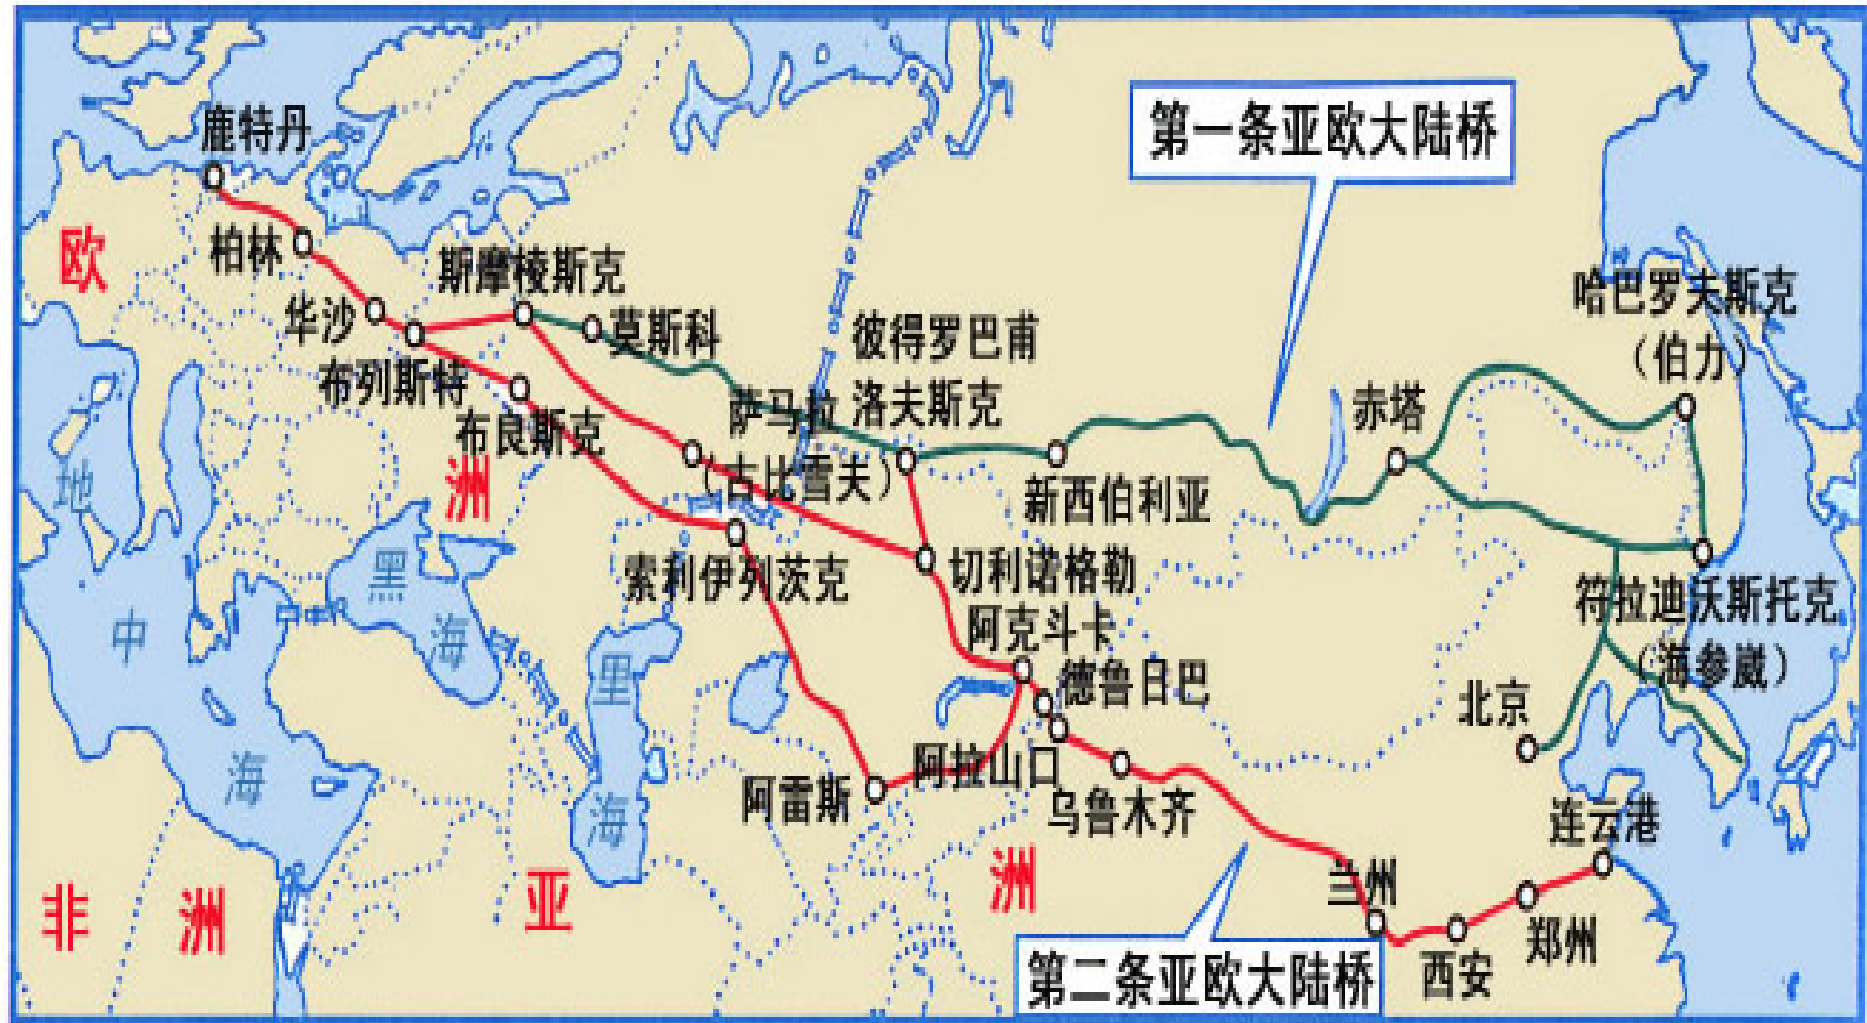 鹿特丹
第一条亚欧大陆桥
欧
柏林
斯摩棱斯克
哈巴罗夫斯克
（伯力）
华沙
莫斯科
彼得罗巴甫
洛夫斯克
布列斯特
萨马拉
（古比雪夫）
赤塔
布良斯克
洲
地
新西伯利亚
黑
索利伊列茨克
切利诺格勒
符拉迪沃斯托克
（海参崴）
中
海
阿克斗卡
里
德鲁日巴
北京
海
阿雷斯
阿拉山口
乌鲁木齐
海
连云港
非
洲
亚
洲
兰州
郑州
西安
第二条亚欧大陆桥